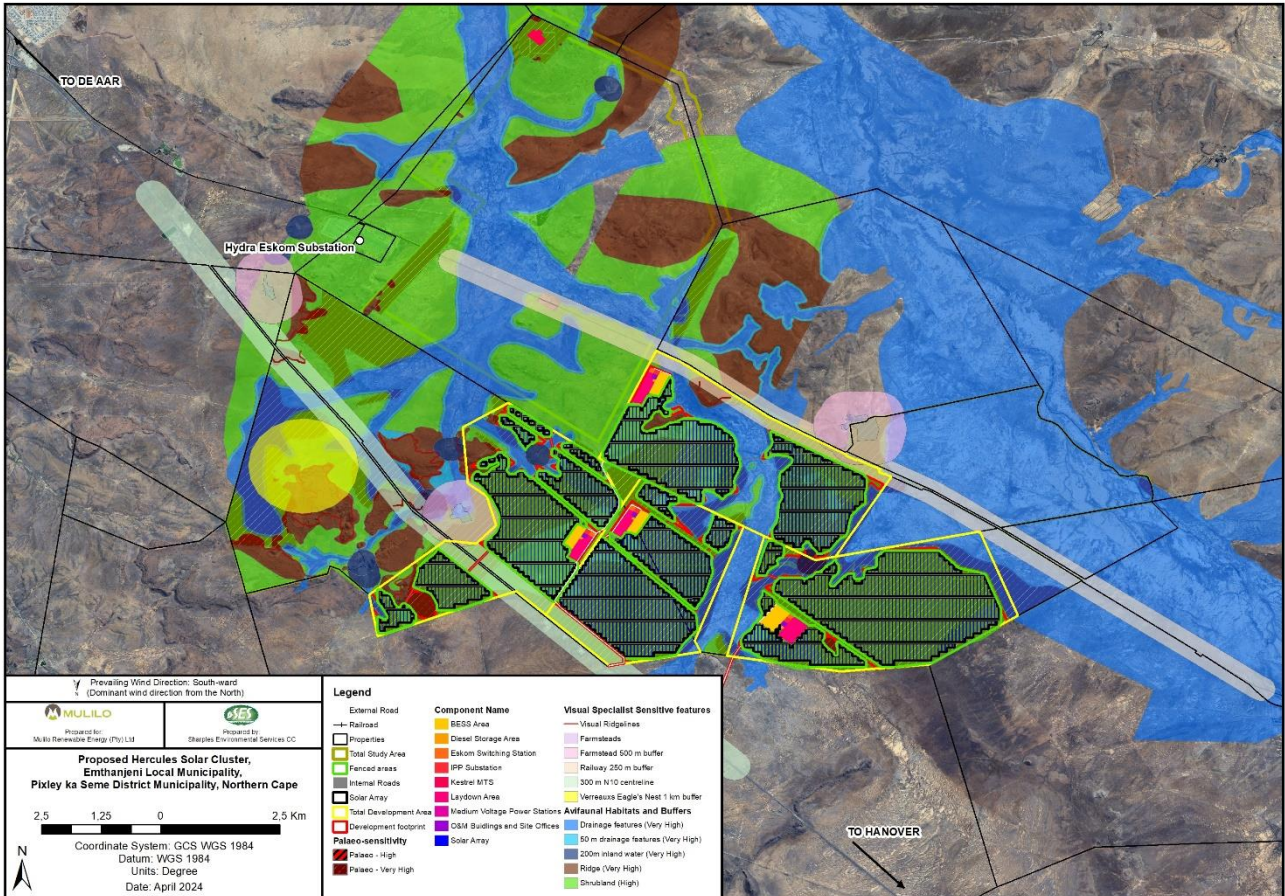 TO DE AAR
Hydra Eskom Substation
TO HANOVER
Prevailing Wind Direction: South-ward
(Dominant wind direction from the North)
MULILO
Prepared for:
Mulilo Renewable Energy (Pty) Ltd
SES
Prepared by:
Sharples Environmental Services CC
Proposed Hercules Solar Cluster,
Emthanjeni Local Municipality,
Pixley ka Seme District Municipality, Northern Cape
2,5 1,25 0 2,5 Km
N
Coordinate System: GCS WGS 1984
Datum: WGS 1984
Units: Degree
Date: April 2024
Legend
External Road
Railroad
Properties
Total Study Area
Fenced areas
Internal Roads
Solar Array
Total Development Area
Development footprint
Palaeo-sensitivity
Palaeo - High
Palaeo - Very High
Component Name
BESS Area
Diesel Storage Area
Eskom Switching Station
IPP Substation
Kestrel MTS
Laydown Area
Medium Voltage Power Stations
O&M Buildings and Site Offices
Solar Array
Visual Specialist Sensitive features
Visual Ridgelines
Farmsteads
Farmstead 500 m buffer
Railway 250 m buffer
300 m N10 centreline
Verreauxs Eagle's Nest 1 km buffer
Avifaunal Habitats and Buffers
Drainage features (Very High)
50 m drainage features (Very High)
200m inland water (Very High)
Ridge (Very High)
Shrubland (High)